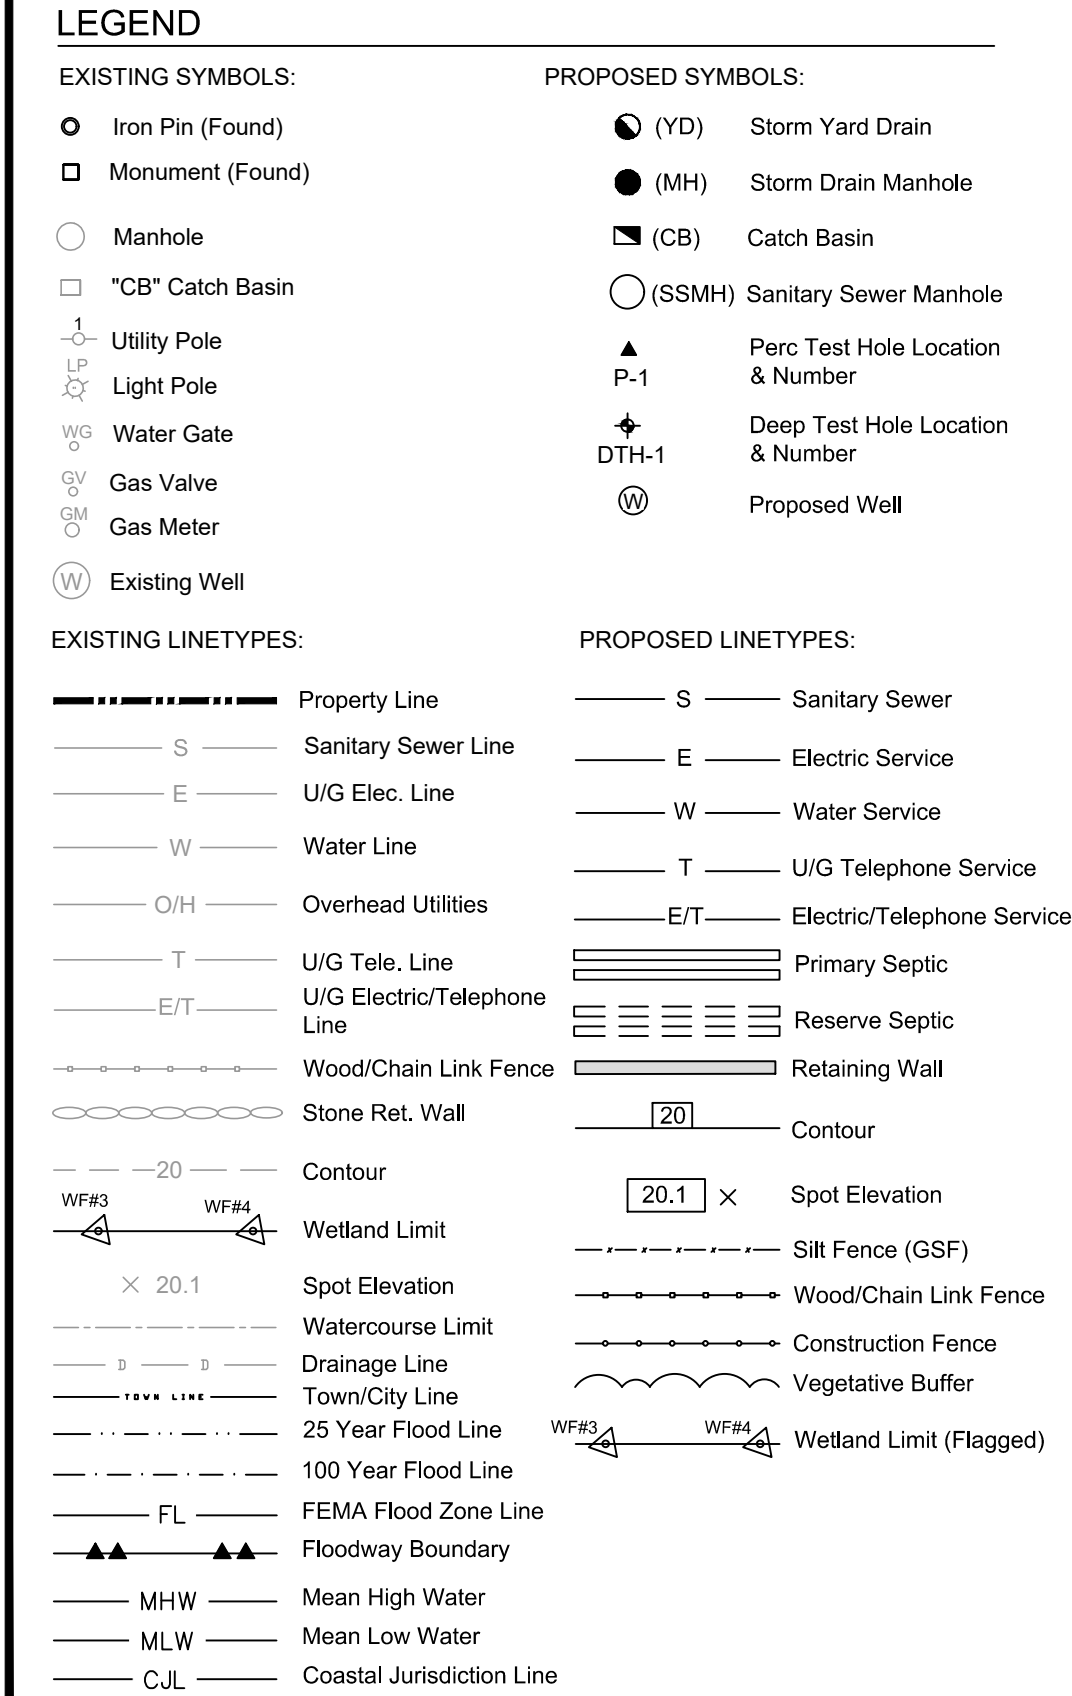 LEGEND
EXISTING SYMBOLS:
Iron Pin (Found)
Monument (Found)
Manhole
"CB" Catch Basin
1
Utility Pole
LP
Light Pole
WG
Water Gate
GV
Gas Valve
GM
Gas Meter
W
Existing Well
PROPOSED SYMBOLS:
(YD) Storm Yard Drain
(MH) Storm Drain Manhole
(CB) Catch Basin
(SSMH) Sanitary Sewer Manhole
Perc Test Hole Location
P-1 & Number
Deep Test Hole Location
DTH-1 & Number
W Proposed Well
EXISTING LINETYPES:
Property Line
S Sanitary Sewer Line
E U/G Elec. Line
W Water Line
O/H Overhead Utilities
T U/G Tele. Line
E/T U/G Electric/Telephone
Line
Wood/Chain Link Fence
Stone Ret. Wall
20 Contour
WF#3 WF#4
Wetland Limit
20.1 Spot Elevation
Watercourse Limit
D D Drainage Line
TOWN LINE Town/City Line
25 Year Flood Line
100 Year Flood Line
FL FEMA Flood Zone Line
Floodway Boundary
MHW Mean High Water
MLW Mean Low Water
CJL Coastal Jurisdiction Line
PROPOSED LINETYPES:
S Sanitary Sewer
E Electric Service
W Water Service
T U/G Telephone Service
E/T Electric/Telephone Service
Primary Septic
Reserve Septic
Retaining Wall
20
Contour
20.1 Spot Elevation
Silt Fence (GSF)
Wood/Chain Link Fence
Construction Fence
Vegetative Buffer
WF#3 WF#4
Wetland Limit (Flagged)